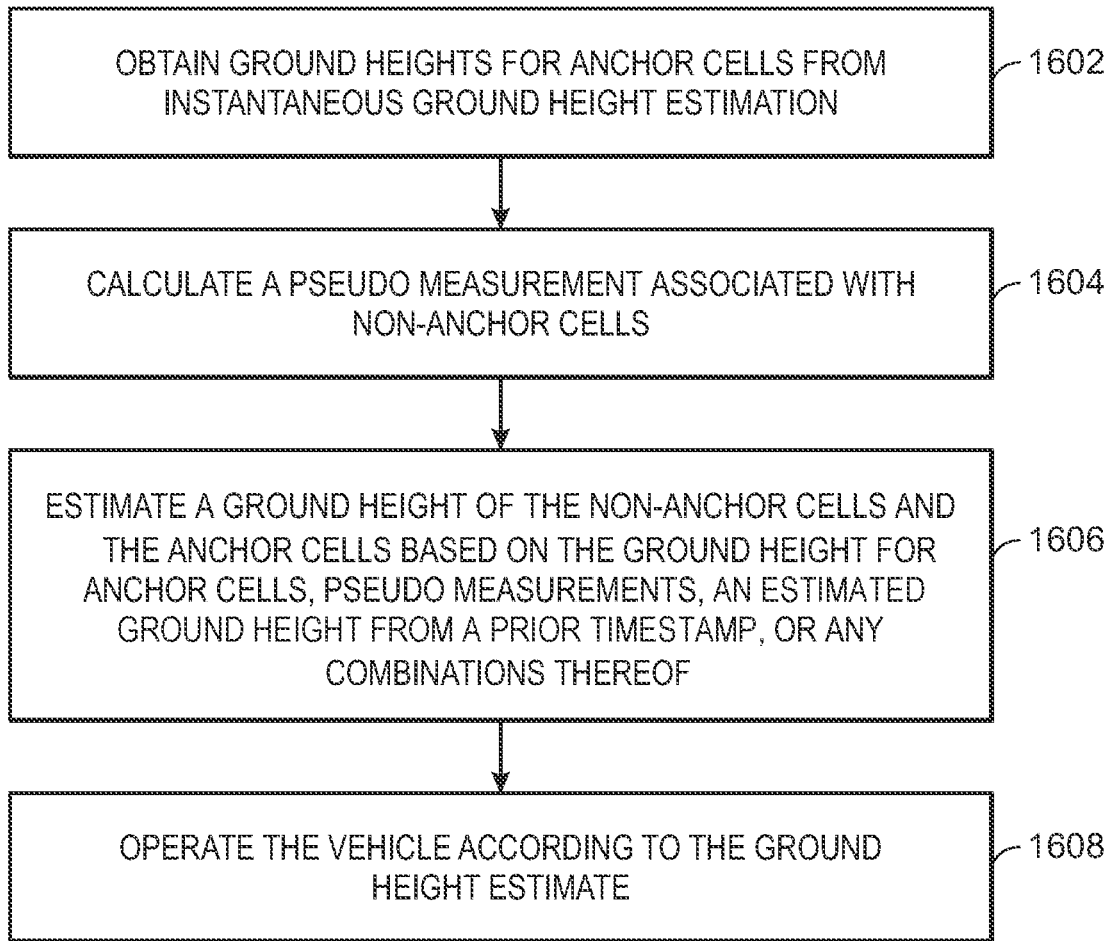 OBTAIN GROUND HEIGHTS FOR ANCHOR CELLS FROM
INSTANTANEOUS GROUND HEIGHT ESTIMATION
1602
CALCULATE A PSEUDO MEASUREMENT ASSOCIATED WITH
NON-ANCHOR CELLS
1604
ESTIMATE A GROUND HEIGHT OF THE NON-ANCHOR CELLS AND
THE ANCHOR CELLS BASED ON THE GROUND HEIGHT FOR
ANCHOR CELLS, PSEUDO MEASUREMENTS, AN ESTIMATED
GROUND HEIGHT FROM A PRIOR TIMESTAMP, OR ANY
COMBINATIONS THEREOF
1606
OPERATE THE VEHICLE ACCORDING TO THE GROUND
HEIGHT ESTIMATE
1608